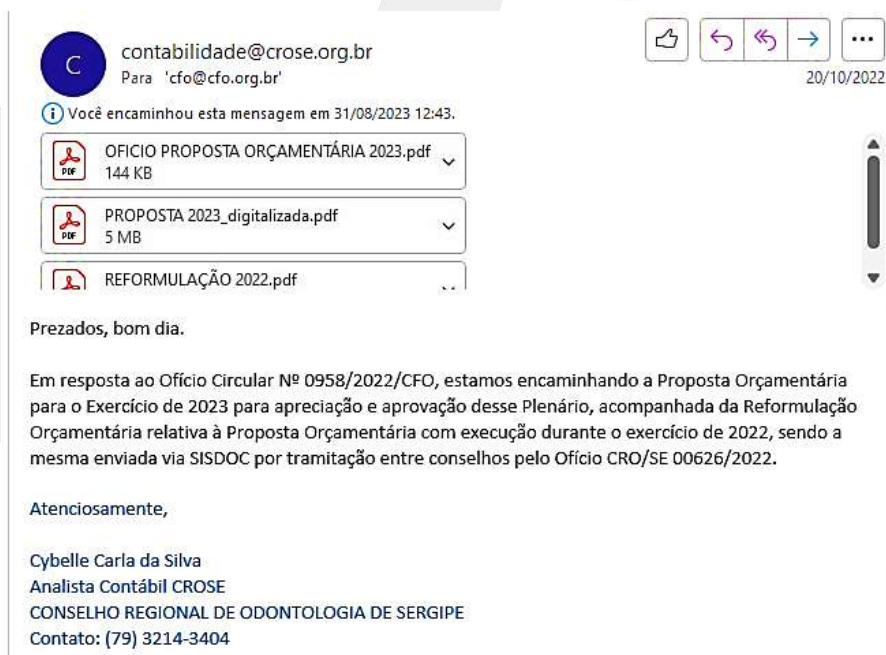 C
contabilidade@crose.org.br
Para 'cfo@cfo.org.br'
20/10/2022
Você encaminhou esta mensagem em 31/08/2023 12:43.
PDF
OFICIO PROPOSTA ORÇAMENTÁRIA 2023.pdf
144 KB
PDF
PROPOSTA 2023_digitalizada.pdf
5 MB
REFORMULAÇÃO 2022.pdf
Prezados, bom dia.
Em resposta ao Ofício Circular Nº 0958/2022/CFO, estamos encaminhando a Proposta Orçamentária
para o Exercício de 2023 para apreciação e aprovação desse Plenário, acompanhada da Reformulação
Orçamentária relativa à Proposta Orçamentária com execução durante o exercício de 2022, sendo a
mesma enviada via SISDOC por tramitação entre conselhos pelo Ofício CRO/SE 00626/2022.
Atenciosamente,
Cybelle Carla da Silva
Analista Contábil CROSE
CONSELHO REGIONAL DE ODONTOLOGIA DE SERGIPE
Contato: (79) 3214-3404